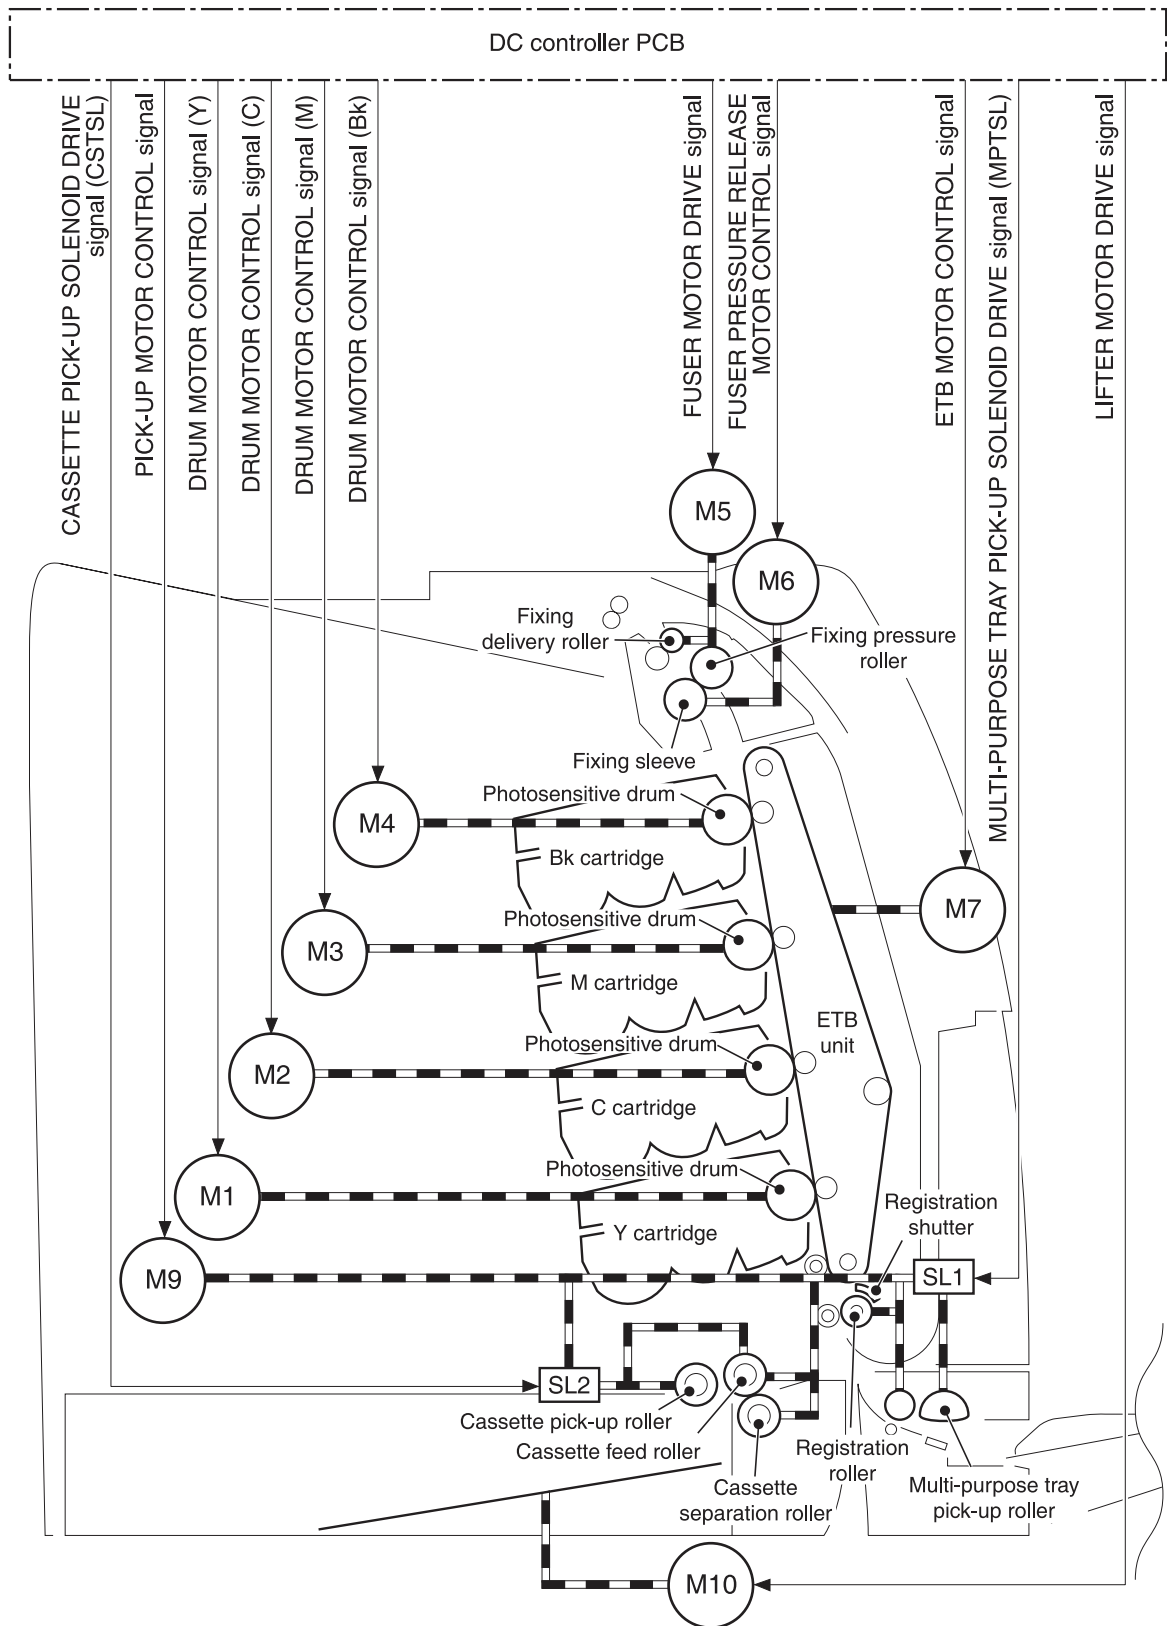 DC controller PCB
CASSETTE PICK-UP SOLENOID DRIVE
signal (CSTSL)
PICK-UP MOTOR CONTROL signal
DRUM MOTOR CONTROL signal (Y)
DRUM MOTOR CONTROL signal (C)
DRUM MOTOR CONTROL signal (M)
DRUM MOTOR CONTROL signal (Bk)
FUSER MOTOR DRIVE signal
FUSER PRESSURE RELEASE
MOTOR CONTROL signal
ETB MOTOR CONTROL signal
MULTI-PURPOSE TRAY PICK-UP SOLENOID DRIVE signal (MPTSL)
LIFTER MOTOR DRIVE signal
M5
M6
Fixing
delivery roller
Fixing pressure
roller
Fixing sleeve
Photosensitive drum
M4
Bk cartridge
M7
Photosensitive drum
M3
M cartridge
ETB
unit
Photosensitive drum
M2
C cartridge
Photosensitive drum
M1
Y cartridge
Registration
shutter
M9
SL1
SL2
Cassette pick-up roller
Cassette feed roller
Registration
roller
Cassette
separation roller
Multi-purpose tray
pick-up roller
M10